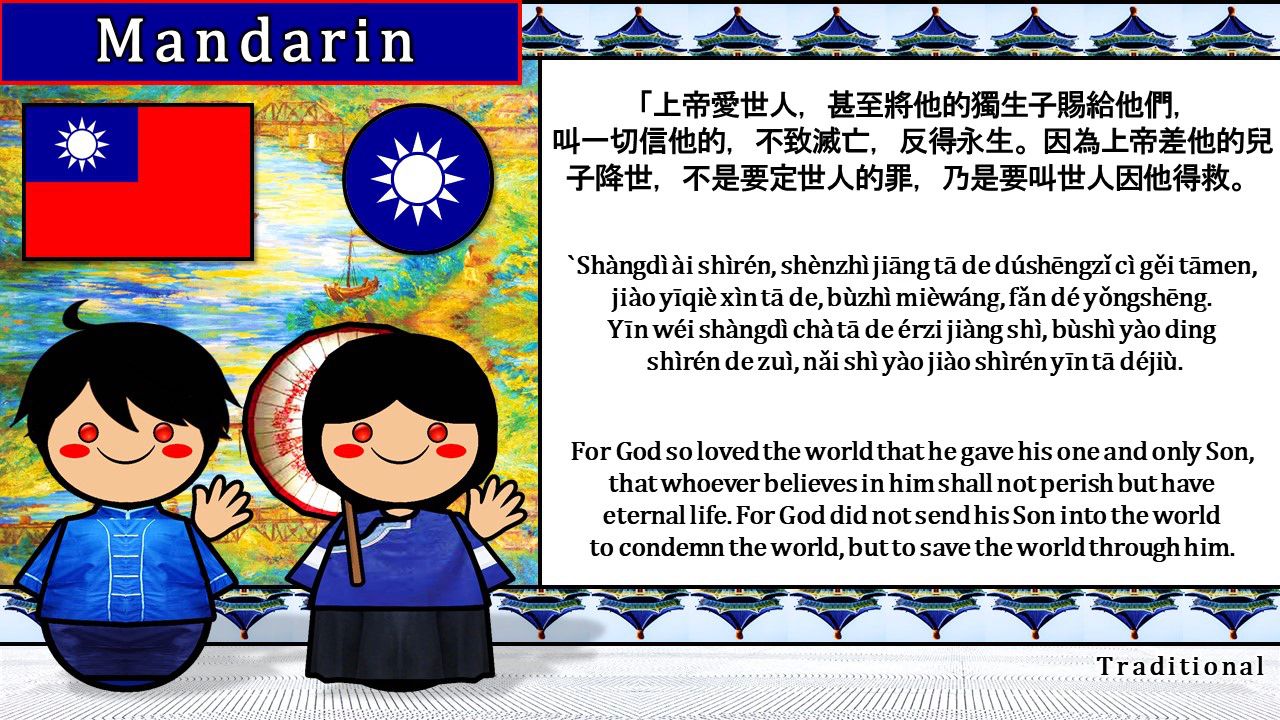 Mandarin
「上帝愛世人，甚至將他的獨生子賜給他們，
叫一切信他的，不致滅亡，反得永生。因為上帝差他的兒
子降世，不是要定世人的罪，乃是要叫世人因他得救。
`Shàngdì ài shìrén, shènzhì jiāng tā de dúshēngzǐ cì gěi tāmen,
jiào yīqiè xìn tā de, bùzhì mièwáng, fǎn dé yǒngshēng.
Yīn wéi shàngdì chà tā de érzi jiàng shì, bùshì yào ding
shìrén de zuì, nǎi shì yào jiào shìrén yīn tā déjiù.
For God so loved the world that he gave his one and only Son,
that whoever believes in him shall not perish but have
eternal life. For God did not send his Son into the world
to condemn the world, but to save the world through him.
Traditional